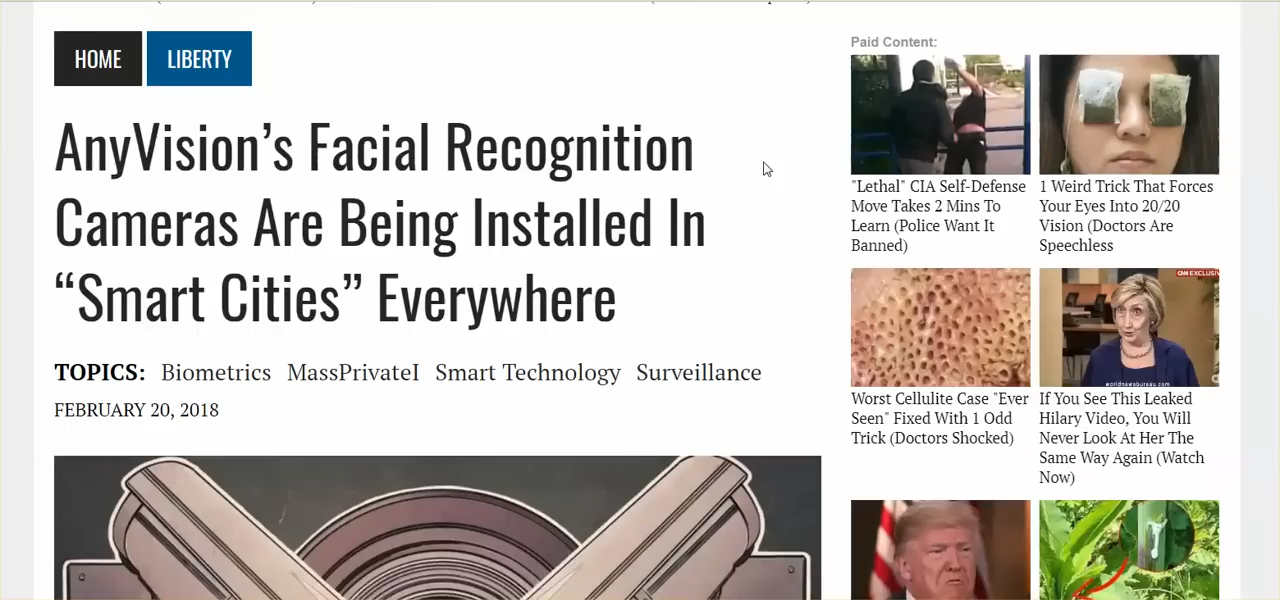 HOME LIBERTY
AnyVision's Facial Recognition
Cameras Are Being Installed In
“Smart Cities” Everywhere
TOPICS: Biometrics MassPrivateI Smart Technology Surveillance
FEBRUARY 20, 2018
Paid Content:
"Lethal" CIA Self-Defense
Move Takes 2 Mins To
Learn (Police Want It
Banned)
1 Weird Trick That Forces
Your Eyes Into 20/20
Vision (Doctors Are
Speechless
CNN EXCLUSIV
worldnewsbureau.com
Worst Cellulite Case "Ever
Seen" Fixed With 1 Odd
Trick (Doctors Shocked)
If You See This Leaked
Hilary Video, You Will
Never Look At Her The
Same Way Again (Watch
Now)